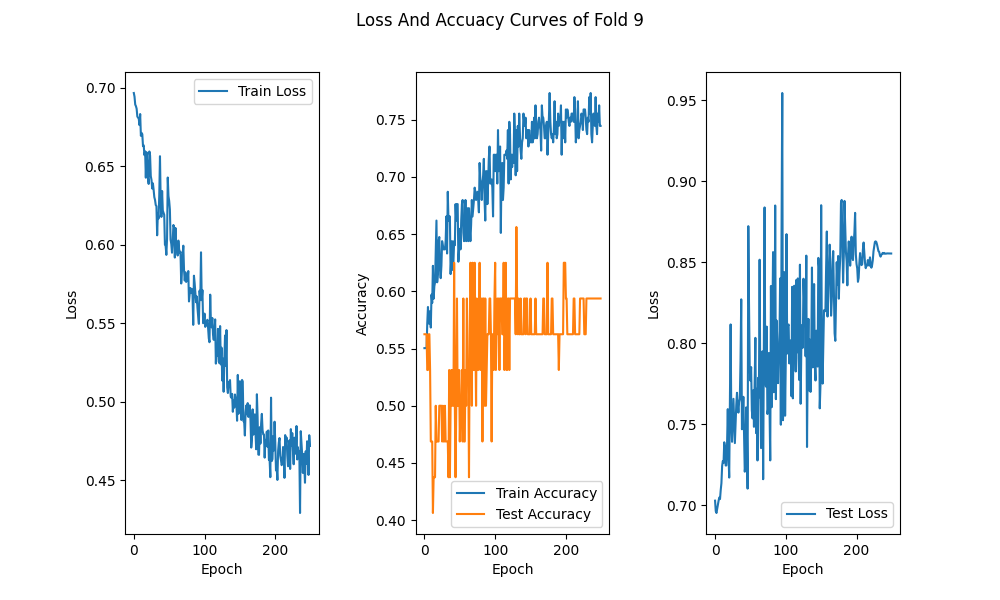 Loss And Accuacy Curves of Fold 9
0.70
0.65
0.60
0.55
0.50
0.45
Loss
0
100
200
Epoch
Train Loss
0.75
0.70
0.65
0.60
0.55
0.50
0.45
0.40
Accuracy
0
100
200
Epoch
Train Accuracy
Test Accuracy
0.95
0.90
0.85
0.80
0.75
0.70
Loss
0
100
200
Epoch
Test Loss